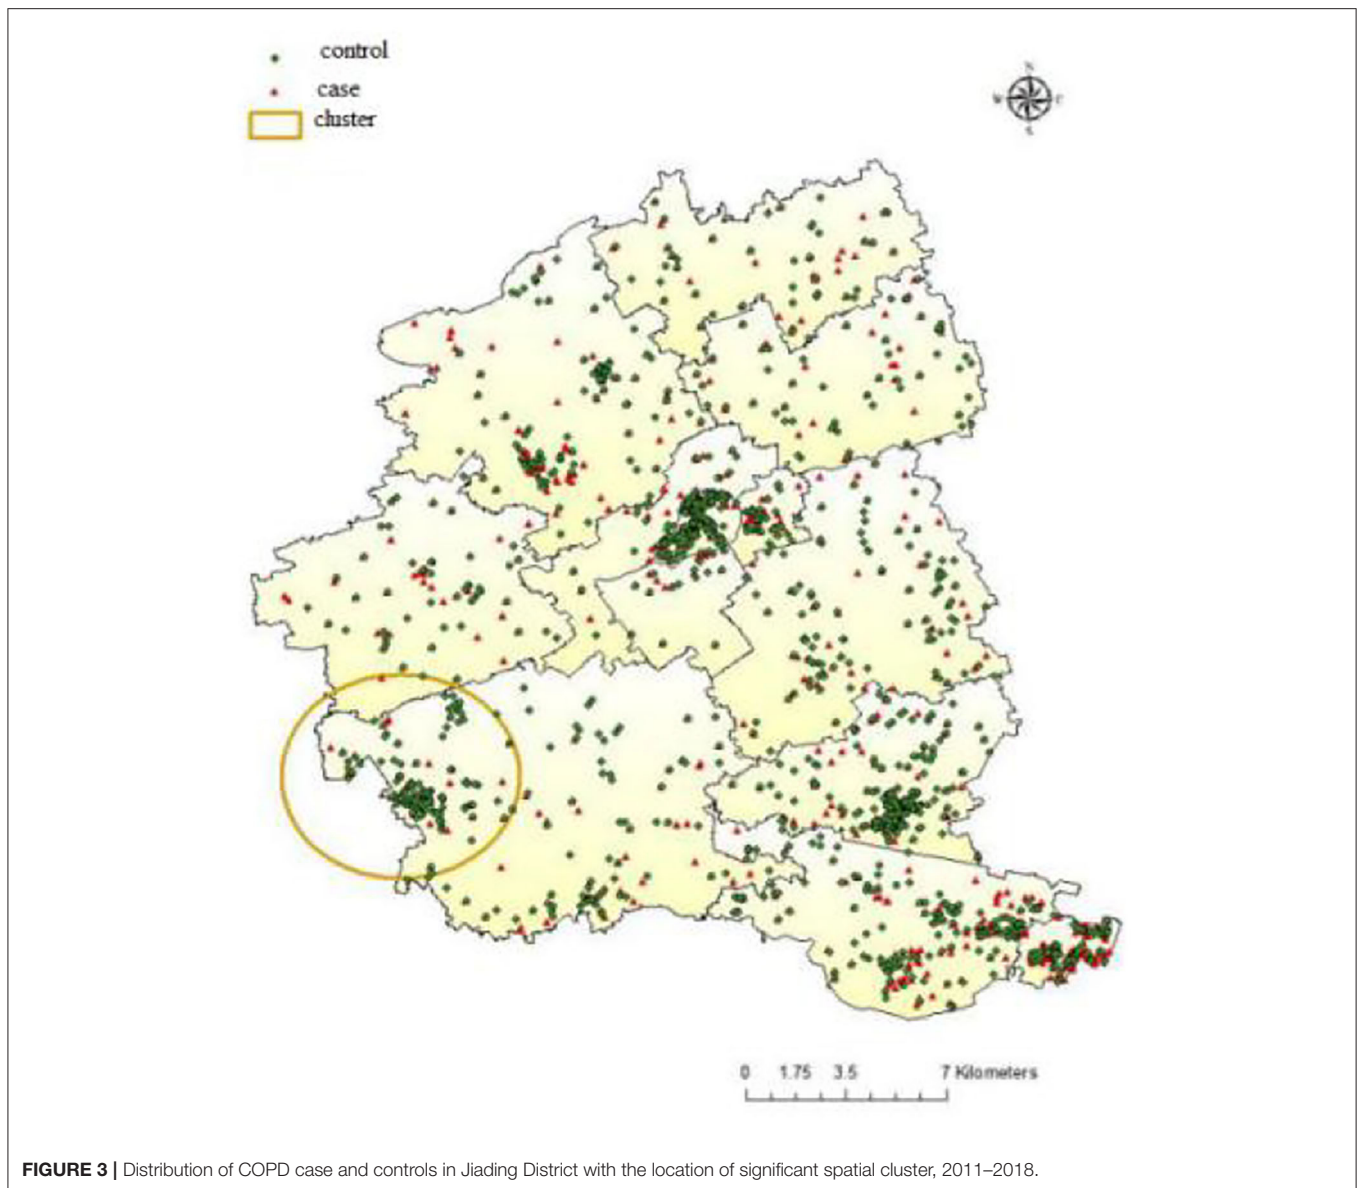 control
case
cluster
N
W
E
S
0 1.75 3.5 7 Kilometers
FIGURE 3 | Distribution of COPD case and controls in Jiading District with the location of significant spatial cluster, 2011–2018.